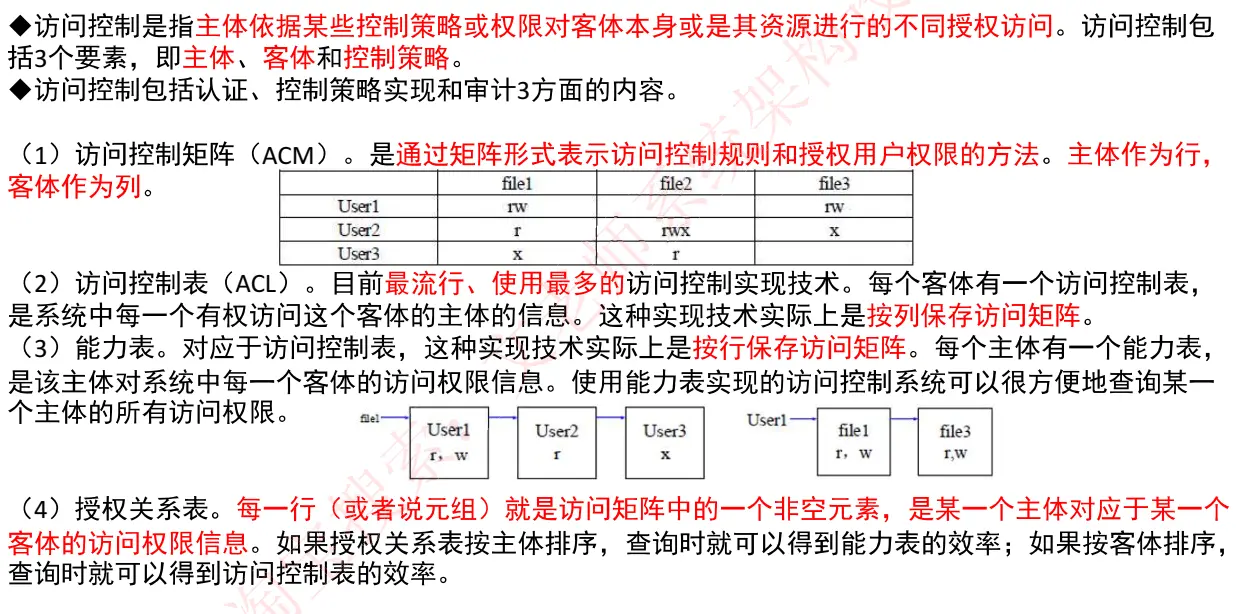 ◆访问控制是指主体依据某些控制策略或权限对客体本身或是其资源进行的不同授权访问。访问控制包
括3个要素，即主体、客体和控制策略。
◆访问控制包括认证、控制策略实现和审计3方面的内容。
（1）访问控制矩阵（ACM）。是通过矩阵形式表示访问控制规则和授权用户权限的方法。主体作为行，
客体作为列。
file1 file2 file3
User1 rw rw
User2 r rwx x
User3 x r
（2）访问控制表（ACL）。目前最流行、使用最多的访问控制实现技术。每个客体有一个访问控制表，
是系统中每一个有权访问这个客体的主体的信息。这种实现技术实际上是按列保存访问矩阵。
（3）能力表。对应于访问控制表，这种实现技术实际上是按行保存访问矩阵。每个主体有一个能力表，
是该主体对系统中每一个客体的访问权限信息。使用能力表实现的访问控制系统可以很方便地查询某一
个主体的所有访问权限。
file1 User1 User2 User3
r，w r x
User1 file1 file3
r，w r,w
（4）授权关系表。每一行（或者说元组）就是访问矩阵中的一个非空元素，是某一个主体对应于某一个
客体的访问权限信息。如果授权关系表按主体排序，查询时就可以得到能力表的效率；如果按客体排序，
查询时就可以得到访问控制表的效率。